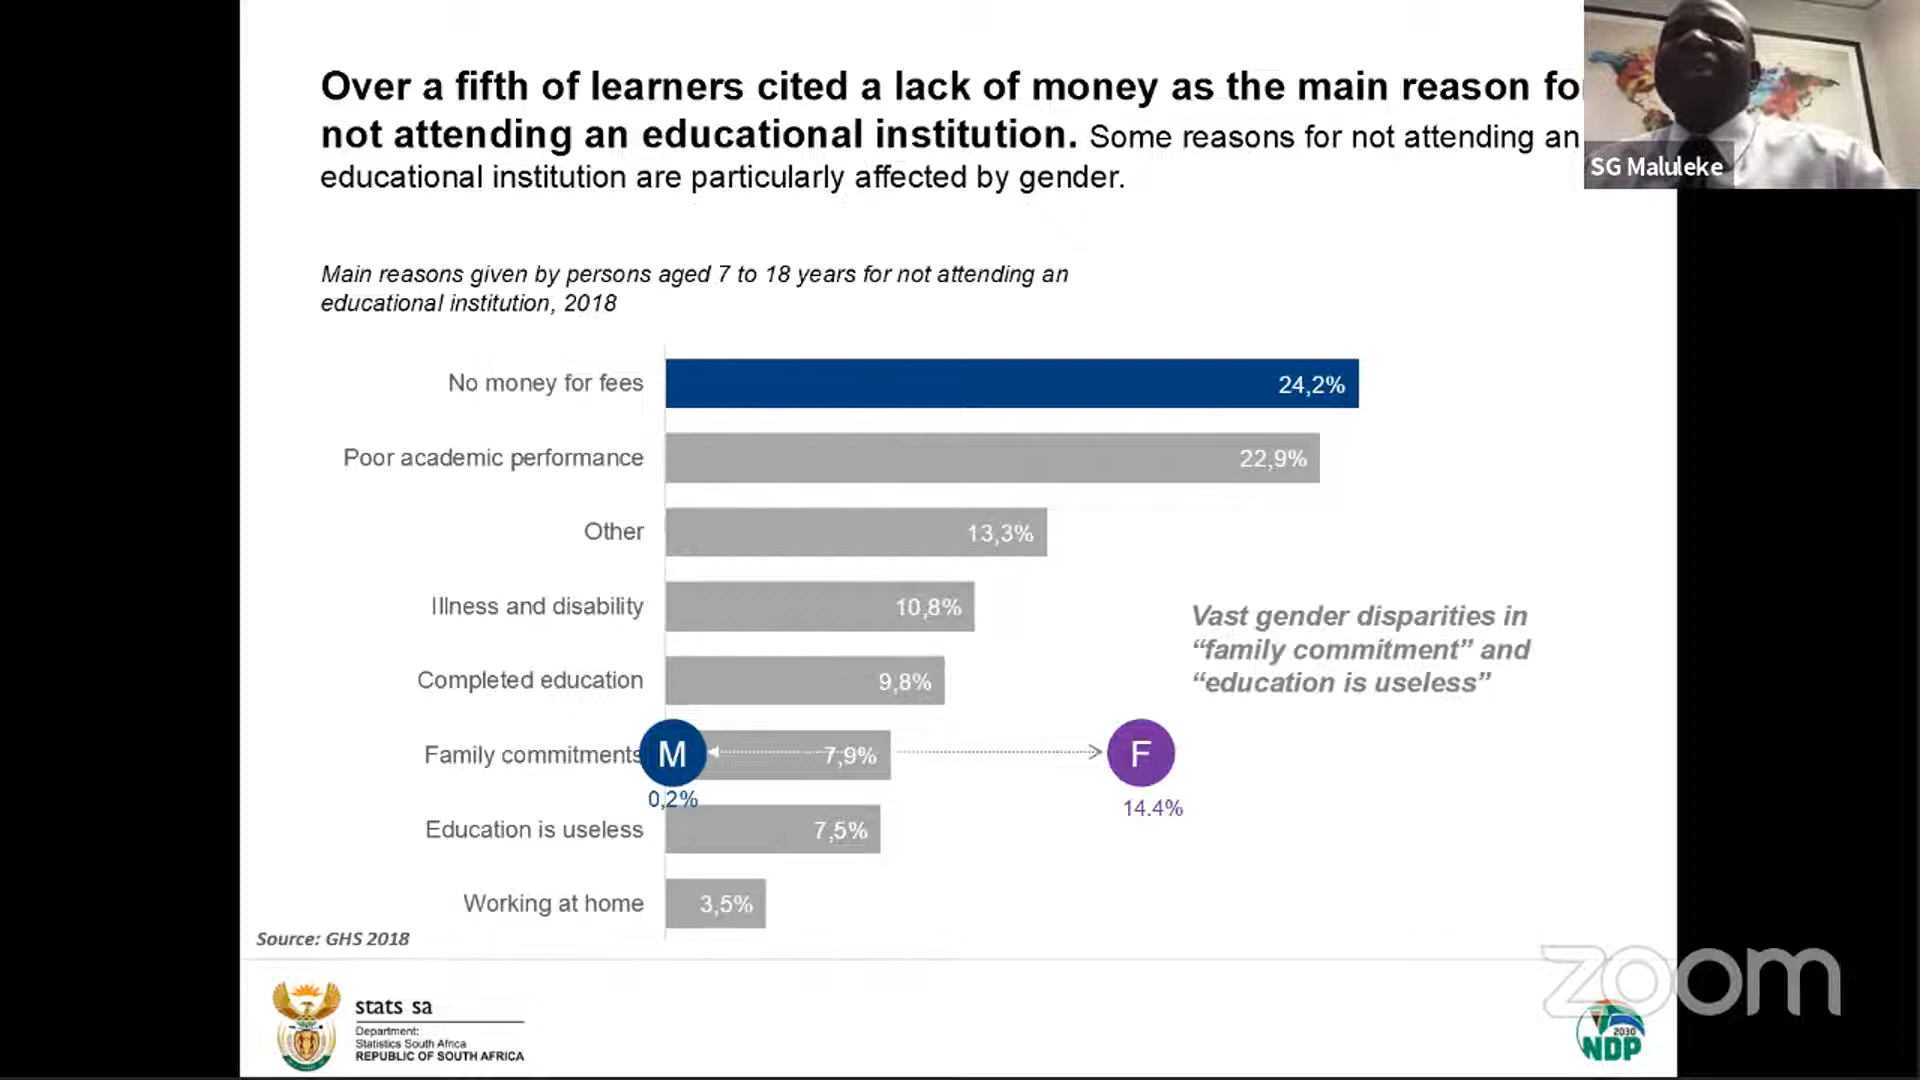 Over a fifth of learners cited a lack of money as the main reason fo
not attending an educational institution. Some reasons for not attending an
educational institution are particularly affected by gender.
SG Maluleke
Main reasons given by persons aged 7 to 18 years for not attending an
educational institution, 2018
No money for fees 24,2%
Poor academic performance 22,9%
Other 13,3%
Illness and disability 10,8%
Completed education 9,8%
Family commitments M 7,9% F
0,2% 14.4%
Education is useless 7,5%
Working at home 3,5%
Vast gender disparities in
“family commitment” and
“education is useless”
Source: GHS 2018
stats sa
Department:
Statistics South Africa
REPUBLIC OF SOUTH AFRICA
zoom
2030
NDP